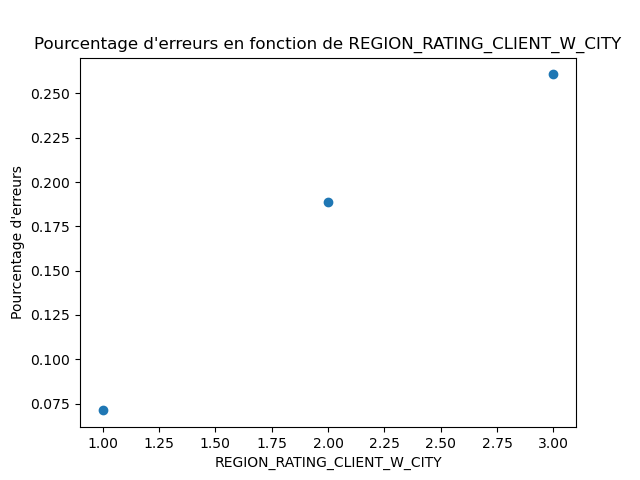 Pourcentage d'erreurs en fonction de REGION_RATING_CLIENT_W_CITY
Pourcentage d'erreurs
0.250
0.225
0.200
0.175
0.150
0.125
0.100
0.075
1.00 1.25 1.50 1.75 2.00 2.25 2.50 2.75 3.00
REGION_RATING_CLIENT_W_CITY